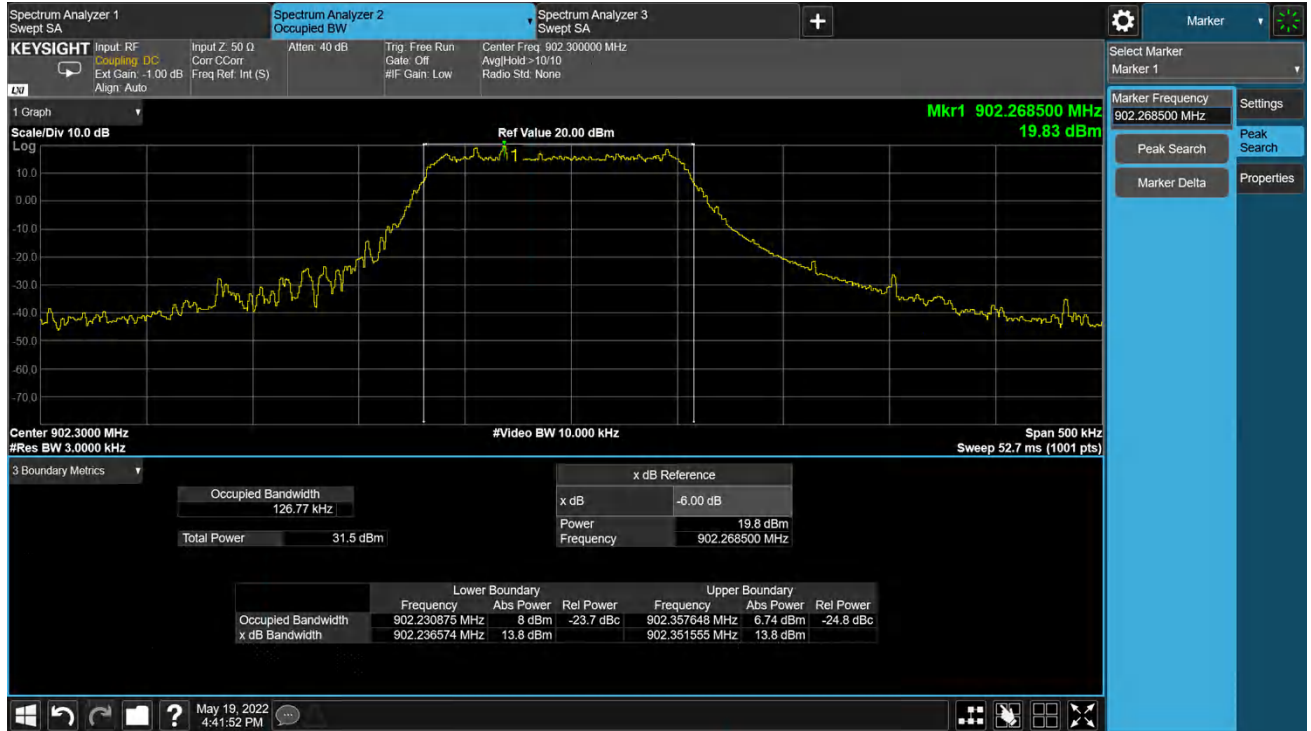 Spectrum Analyzer 1
Swept SA
Spectrum Analyzer 2
Occupied BW
Spectrum Analyzer 3
Swept SA
+
Marker
KEYSIGHT
LXI
Input: RF
Coupling: DC
Ext Gain: -1.00 dB
Align: Auto
Input Z: 50 Ω
Corr CCorr
Freq Ref: Int (S)
Atten: 40 dB
Trig: Free Run
Gate: Off
#IF Gain: Low
Center Freq: 902.300000 MHz
Avg|Hold:>10/10
Radio Std: None
Select Marker
Marker 1
Marker Frequency
902.268500 MHz
Peak Search
Marker Delta
Settings
Peak
Search
Properties
1 Graph
Mkr1 902.268500 MHz
19.83 dBm
Scale/Div 10.0 dB
Ref Value 20.00 dBm
Log
1
10.0
0.00
-10.0
-20.0
-30.0
-40.0
-50.0
-60.0
-70.0
Center 902.3000 MHz
#Video BW 10.000 kHz
Span 500 kHz
#Res BW 3.0000 kHz
Sweep 52.7 ms (1001 pts)
3 Boundary Metrics
Occupied Bandwidth
126.77 kHz
Total Power 31.5 dBm
x dB Reference
x dB -6.00 dB
Power 19.8 dBm
Frequency 902.268500 MHz
Lower Boundary Upper Boundary
Frequency Abs Power Rel Power Frequency Abs Power Rel Power
Occupied Bandwidth 902.230875 MHz 8 dBm -23.7 dBc 902.357648 MHz 6.74 dBm -24.8 dBc
x dB Bandwidth 902.236574 MHz 13.8 dBm 902.351555 MHz 13.8 dBm
?
May 19, 2022
4:41:52 PM